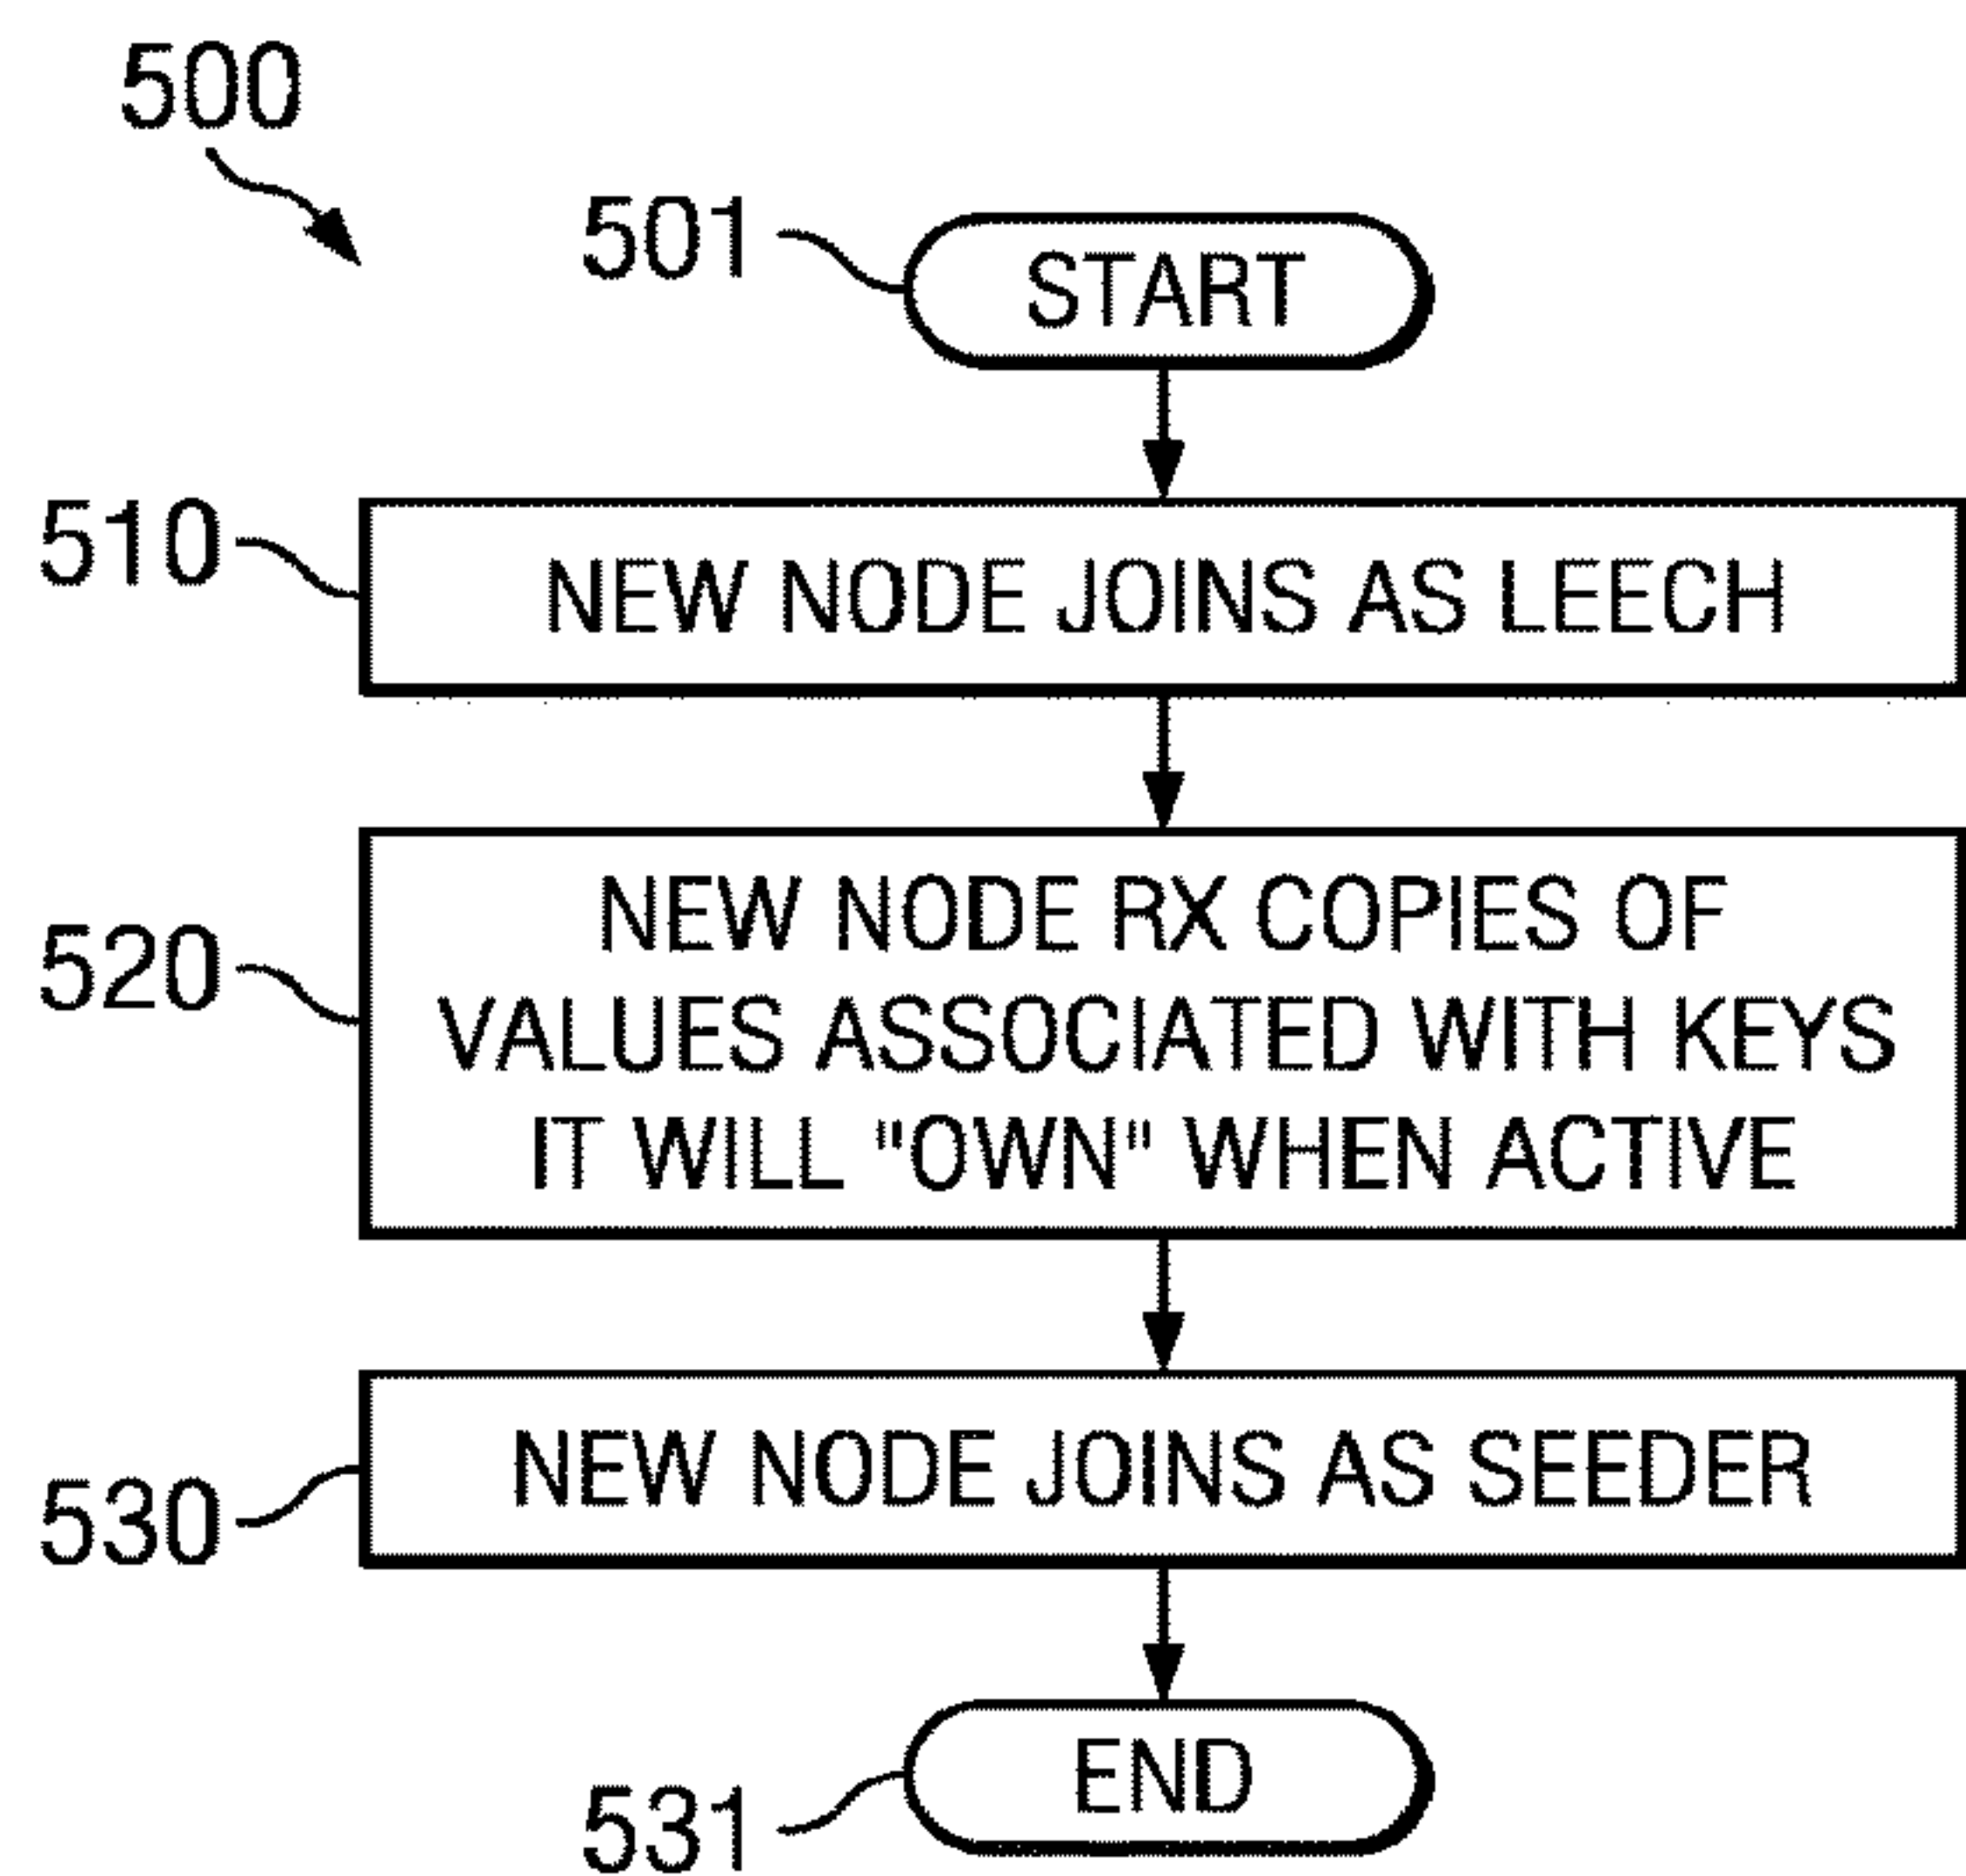 500
501
START
510
NEW NODE JOINS AS LEECH
520
NEW NODE RX COPIES OF
VALUES ASSOCIATED WITH KEYS
IT WILL "OWN" WHEN ACTIVE
530
NEW NODE JOINS AS SEEDER
531
END